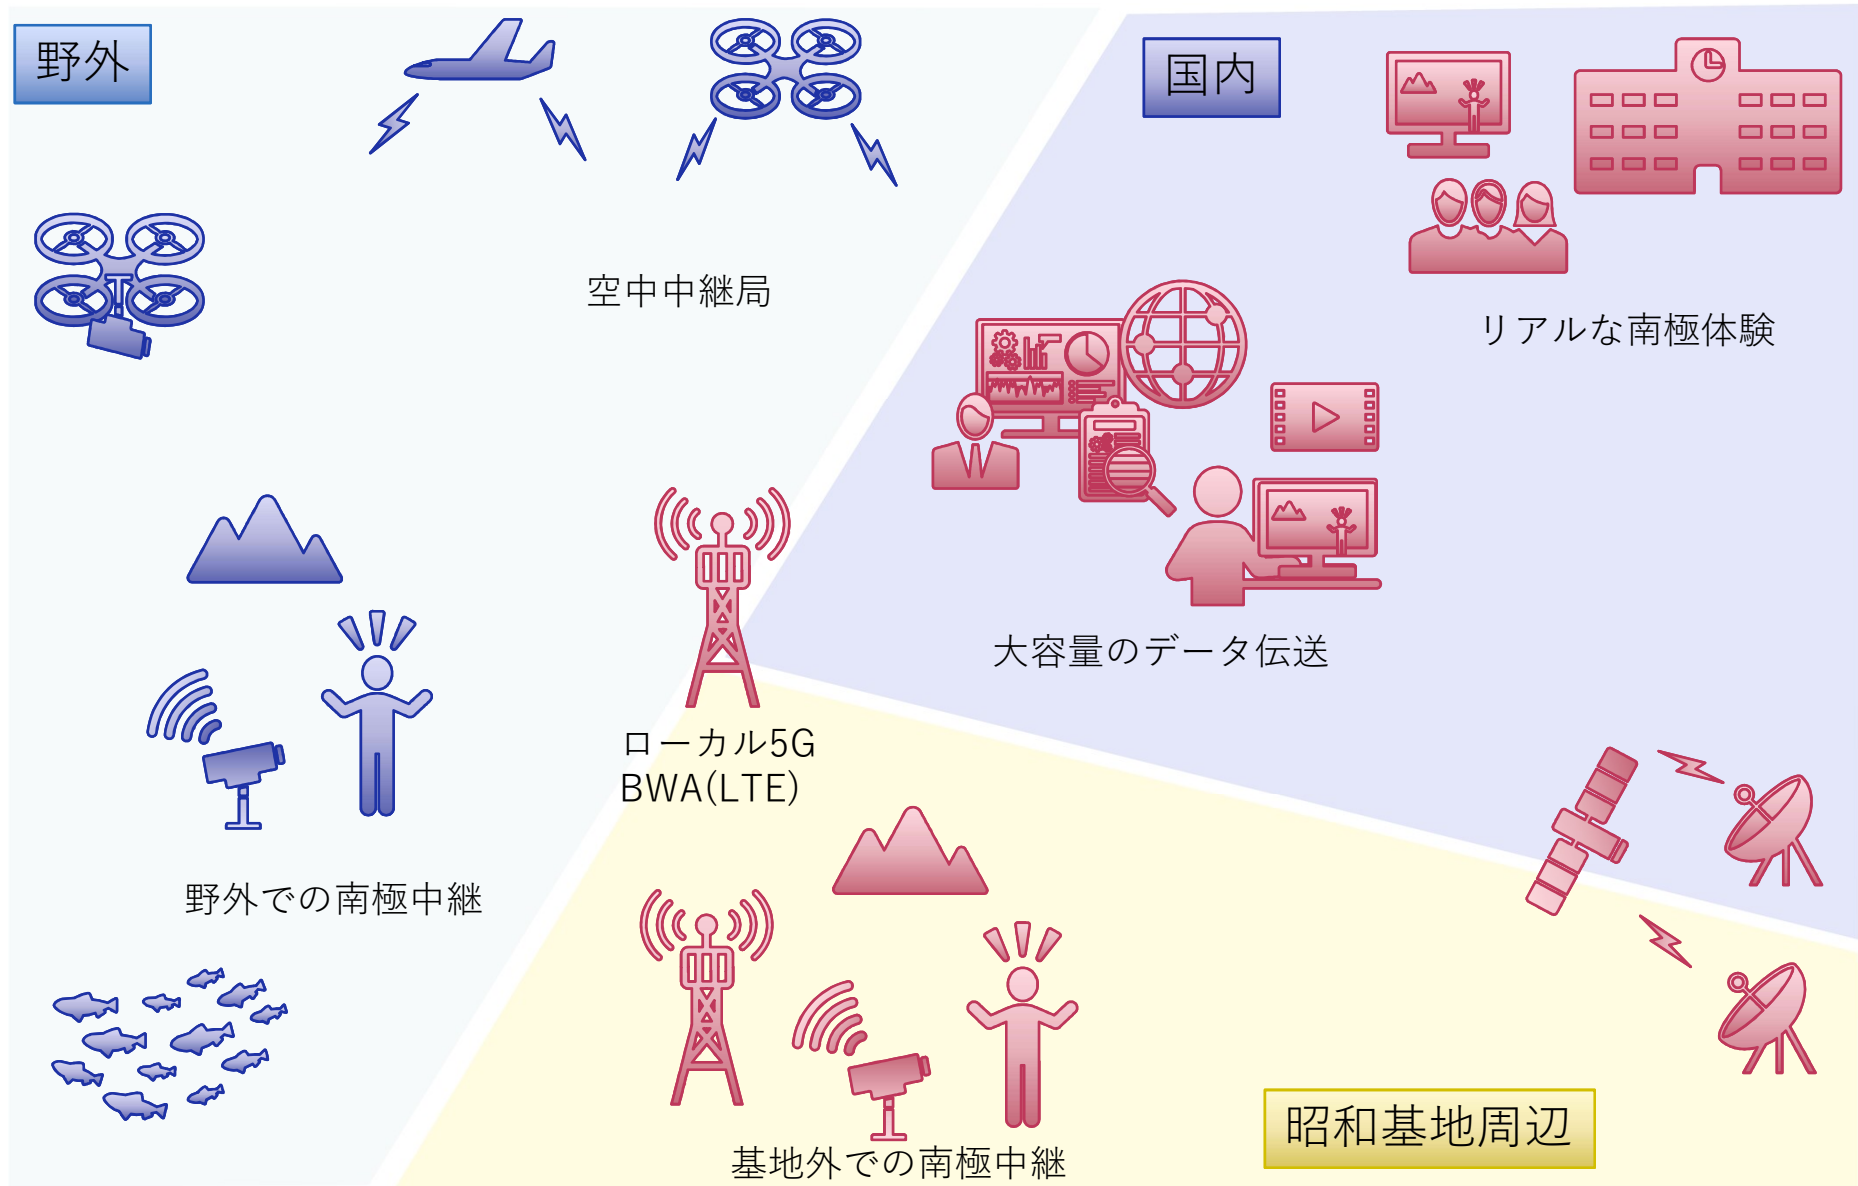 野外
国内
空中中継局
リアルな南極体験
大容量のデータ伝送
ローカル5G
BWA(LTE)
野外での南極中継
昭和基地周辺
基地外での南極中継